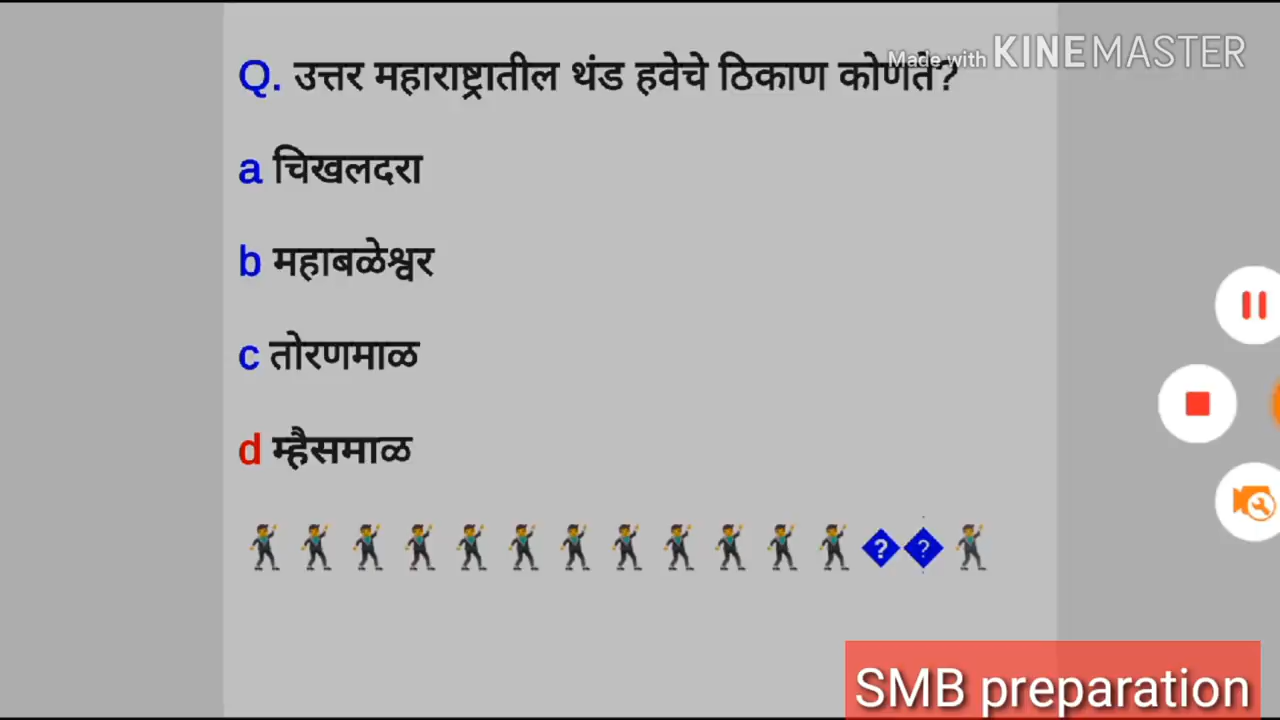 Made with KINEMASTER
Q. उत्तर महाराष्ट्रातील थंड हवेचे ठिकाण कोणते?
a चिखलदरा
b महाबळेश्वर
c तोरणमाळ
d म्हैसमाळ
SMB preparation